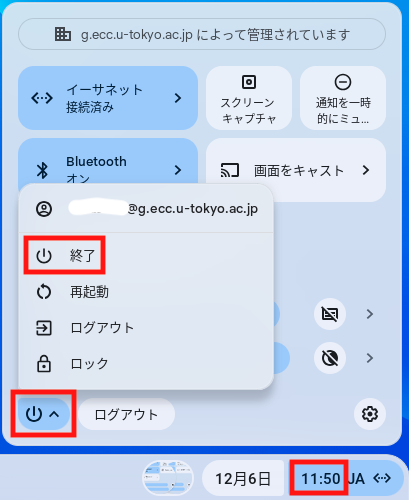 g.ecc.u-tokyo.ac.jp によって管理されています
イーサネット
接続済み
スクリーン
キャプチャ
通知を一時
的にミュ...
Bluetooth
オン
画面をキャスト
@g.ecc.u-tokyo.ac.jp
終了
再起動
ログアウト
ロック
ログアウト
12月6日
11:50 JA